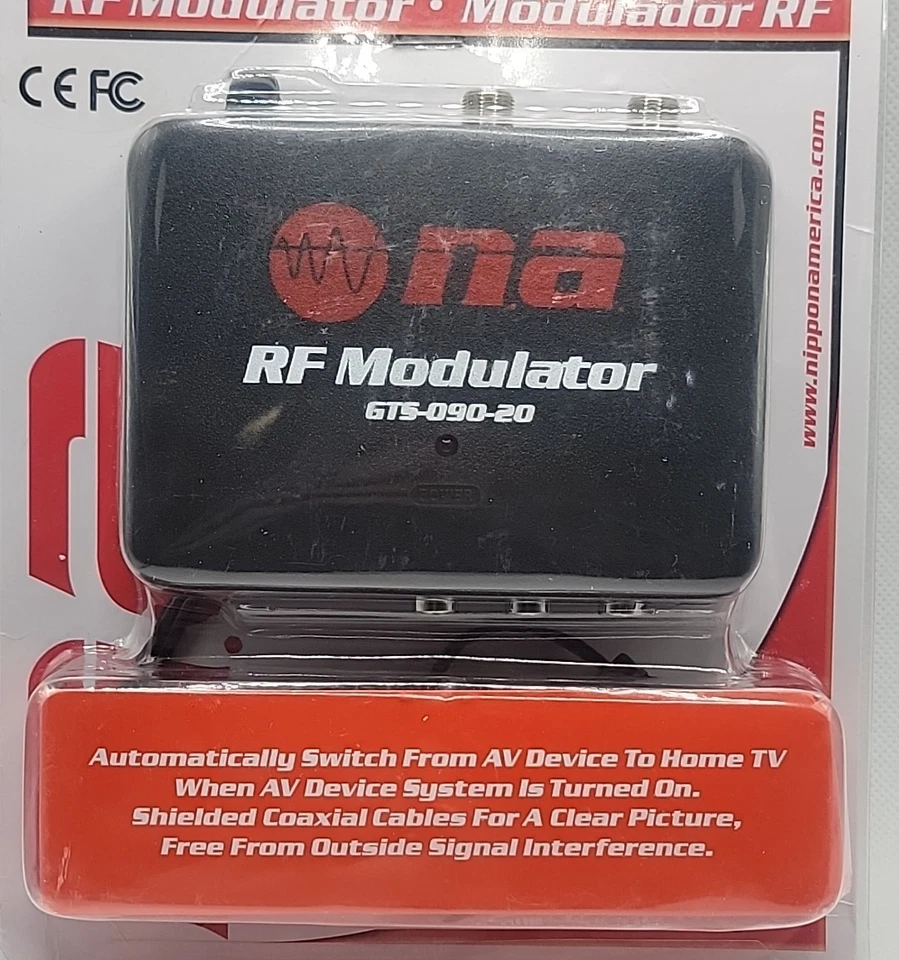 RF Modulator • Modulador RF
CE FC
www.nipponamerica.com
n.a.
RF Modulator
GTS-090-20
POWER
Automatically Switch From AV Device To Home TV
When AV Device System Is Turned On.
Shielded Coaxial Cables For A Clear Picture,
Free From Outside Signal Interference.